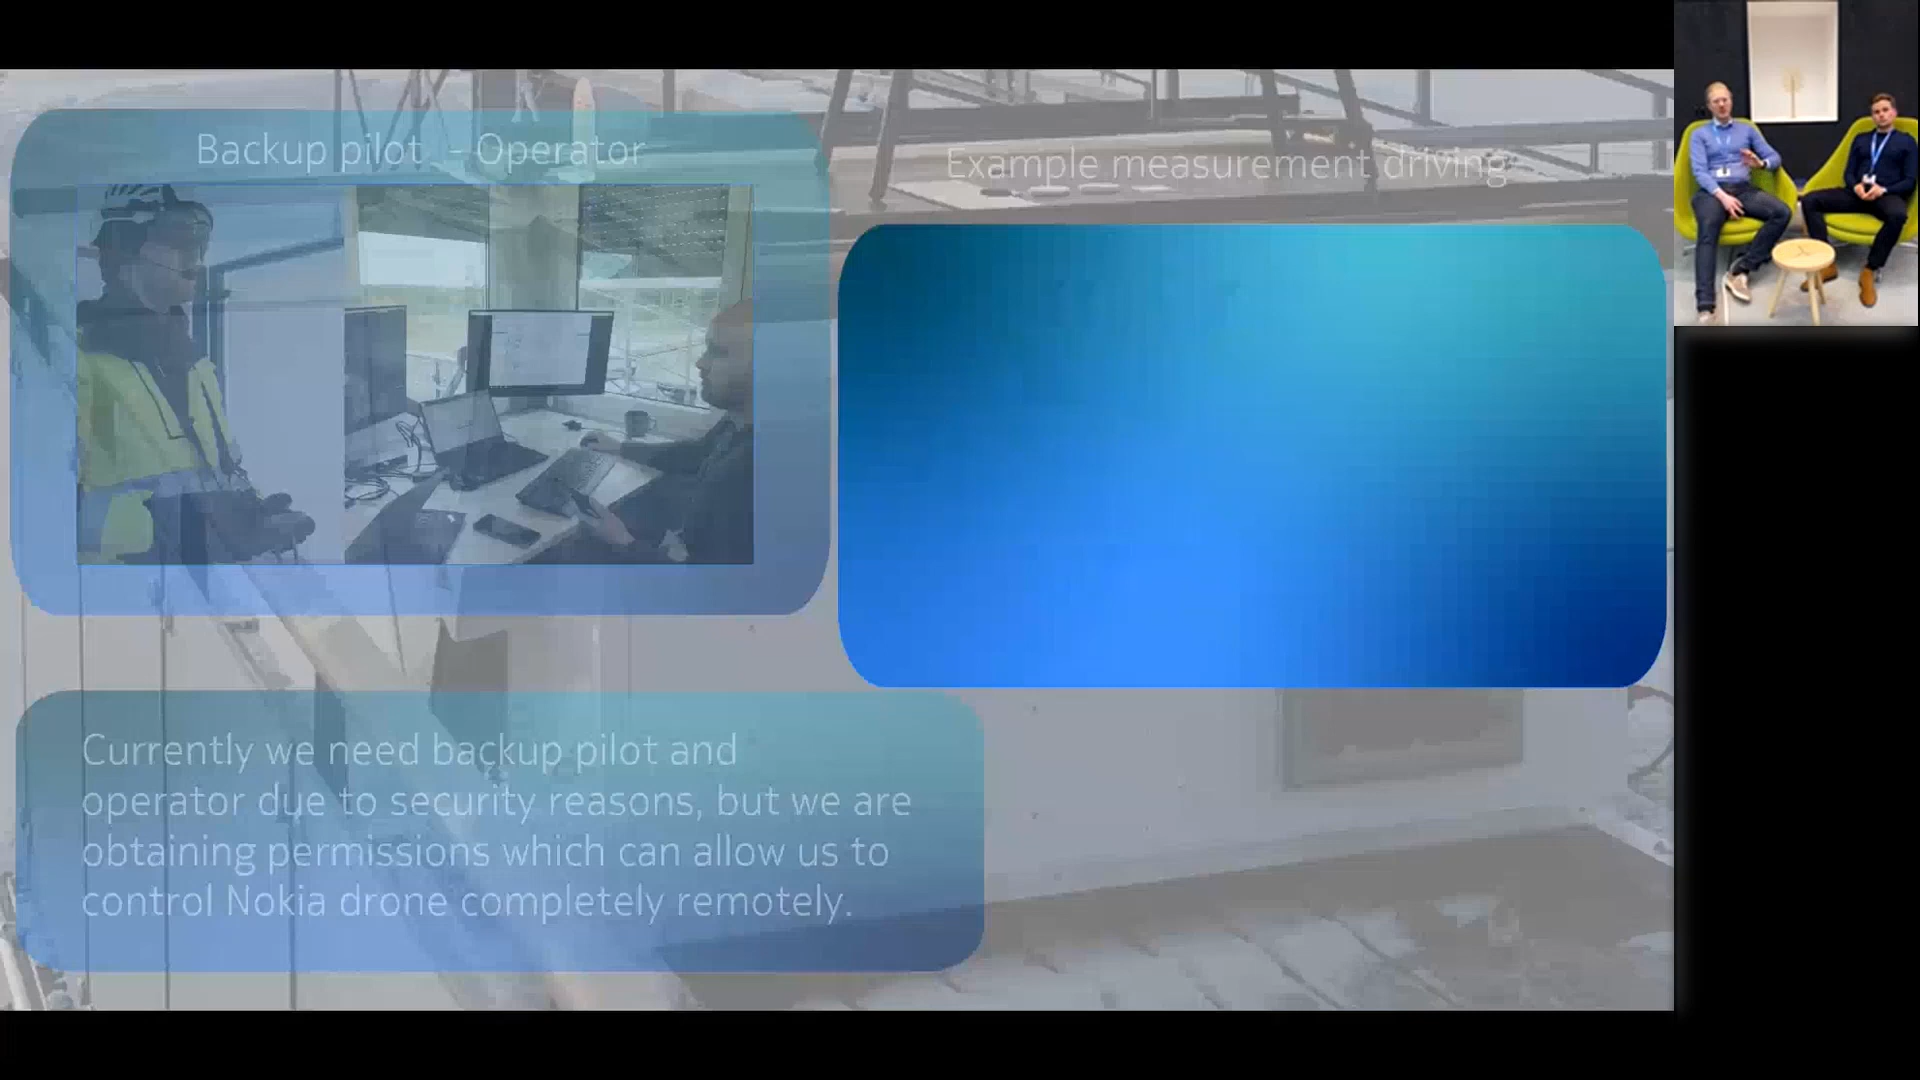 Backup pilot - Operator
Example measurement driving:
Currently we need backup pilot and
operator due to security reasons, but we are
obtaining permissions which can allow us to
control Nokia drone completely remotely.